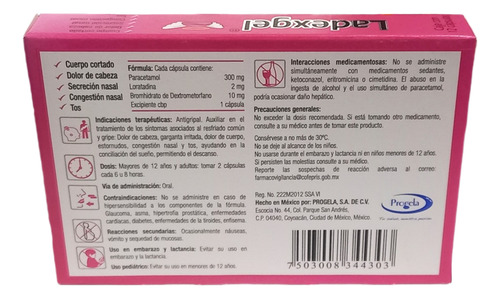 Ladexgel
Cuerpo cortado
Dolor de cabeza
Secreción nasal
Congestión nasal
Tos
Fórmula: Cada cápsula contiene:
Paracetamol 300 mg
Loratadina 2 mg
Bromhidrato de Dextrometorfano 10 mg
Excipiente cbp 1 cápsula
Indicaciones terapéuticas: Antigripal. Auxiliar en el
tratamiento de los síntomas asociados al resfriado común
y gripe: Dolor de cabeza, garganta irritada, dolor de cuerpo,
estornudos, congestión nasal y tos, ayudando en la
conciliación del sueño, permitiendo el descanso.
Dosis: Mayores de 12 años y adultos: tomar 2 cápsulas
cada 6 u 8 horas.
Vía de administración: Oral.
Contraindicaciones: No se administre en caso de
hipersensibilidad a los componentes de la fórmula.
Glaucoma, asma, hipertrofia prostática, enfermedades
cardíacas, diabetes, enfermedades de la tiroides, enfisema.
Reacciones secundarias: Ocasionalmente náuseas,
vómito y sequedad de mucosas.
Uso en embarazo y lactancia: Evitar su uso en
embarazo y la lactancia.
Uso pediátrico: Evitar su uso en menores de 12 años.
Interacciones medicamentosas: No se administre
simultáneamente con medicamentos sedantes,
ketoconazol, eritromicina o cimetidina. El abuso en la
ingesta de alcohol y el uso simultáneo de paracetamol,
podría ocasionar daño hepático.
Precauciones generales:
No exceder la dosis recomendada. Si está tomando otro medicamento,
consulte a su médico antes de tomar este producto.
Consérvese a no más de 30ºC.
No se deje al alcance de los niños.
No usarse durante el embarazo y lactancia ni en niños menores de 12 años.
Si persisten las molestias consulte a su médico.
Reporte las sospechas de reacción adversa al correo:
farmacovigilancia@cofepris.gob.mx
Reg. No. 222M2012 SSA VI
Hecho en México por: PROGELA, S.A. DE C.V.
Escocia No. 44, Col. Parque San Andrés,
C.P. 04040, Coyoacán, Ciudad de México, México.
Progela
7503008344303